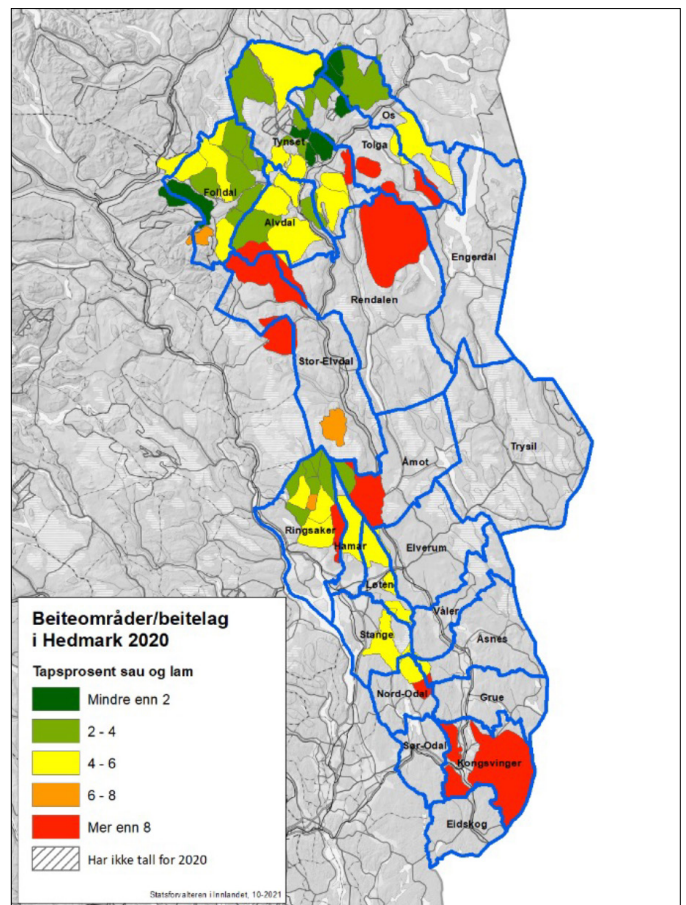 Os
Tynset
Tolga
Folldal
Alvdal
Engerdal
Rendalen
Stor-Elvdal
Trysil
Åmot
Ringsaker
Hamar
Elverum
Løten
Våler
Stange
Åsnes
Nord-Odal
Grue
Sør-Odal
Kongsvinger
Eidskog
Beiteområder/beitelag
i Hedmark 2020
Tapsprosent sau og lam
Mindre enn 2
2 - 4
4 - 6
6 - 8
Mer enn 8
Har ikke tall for 2020
Statsforvalteren i Innlandet, 10-2021